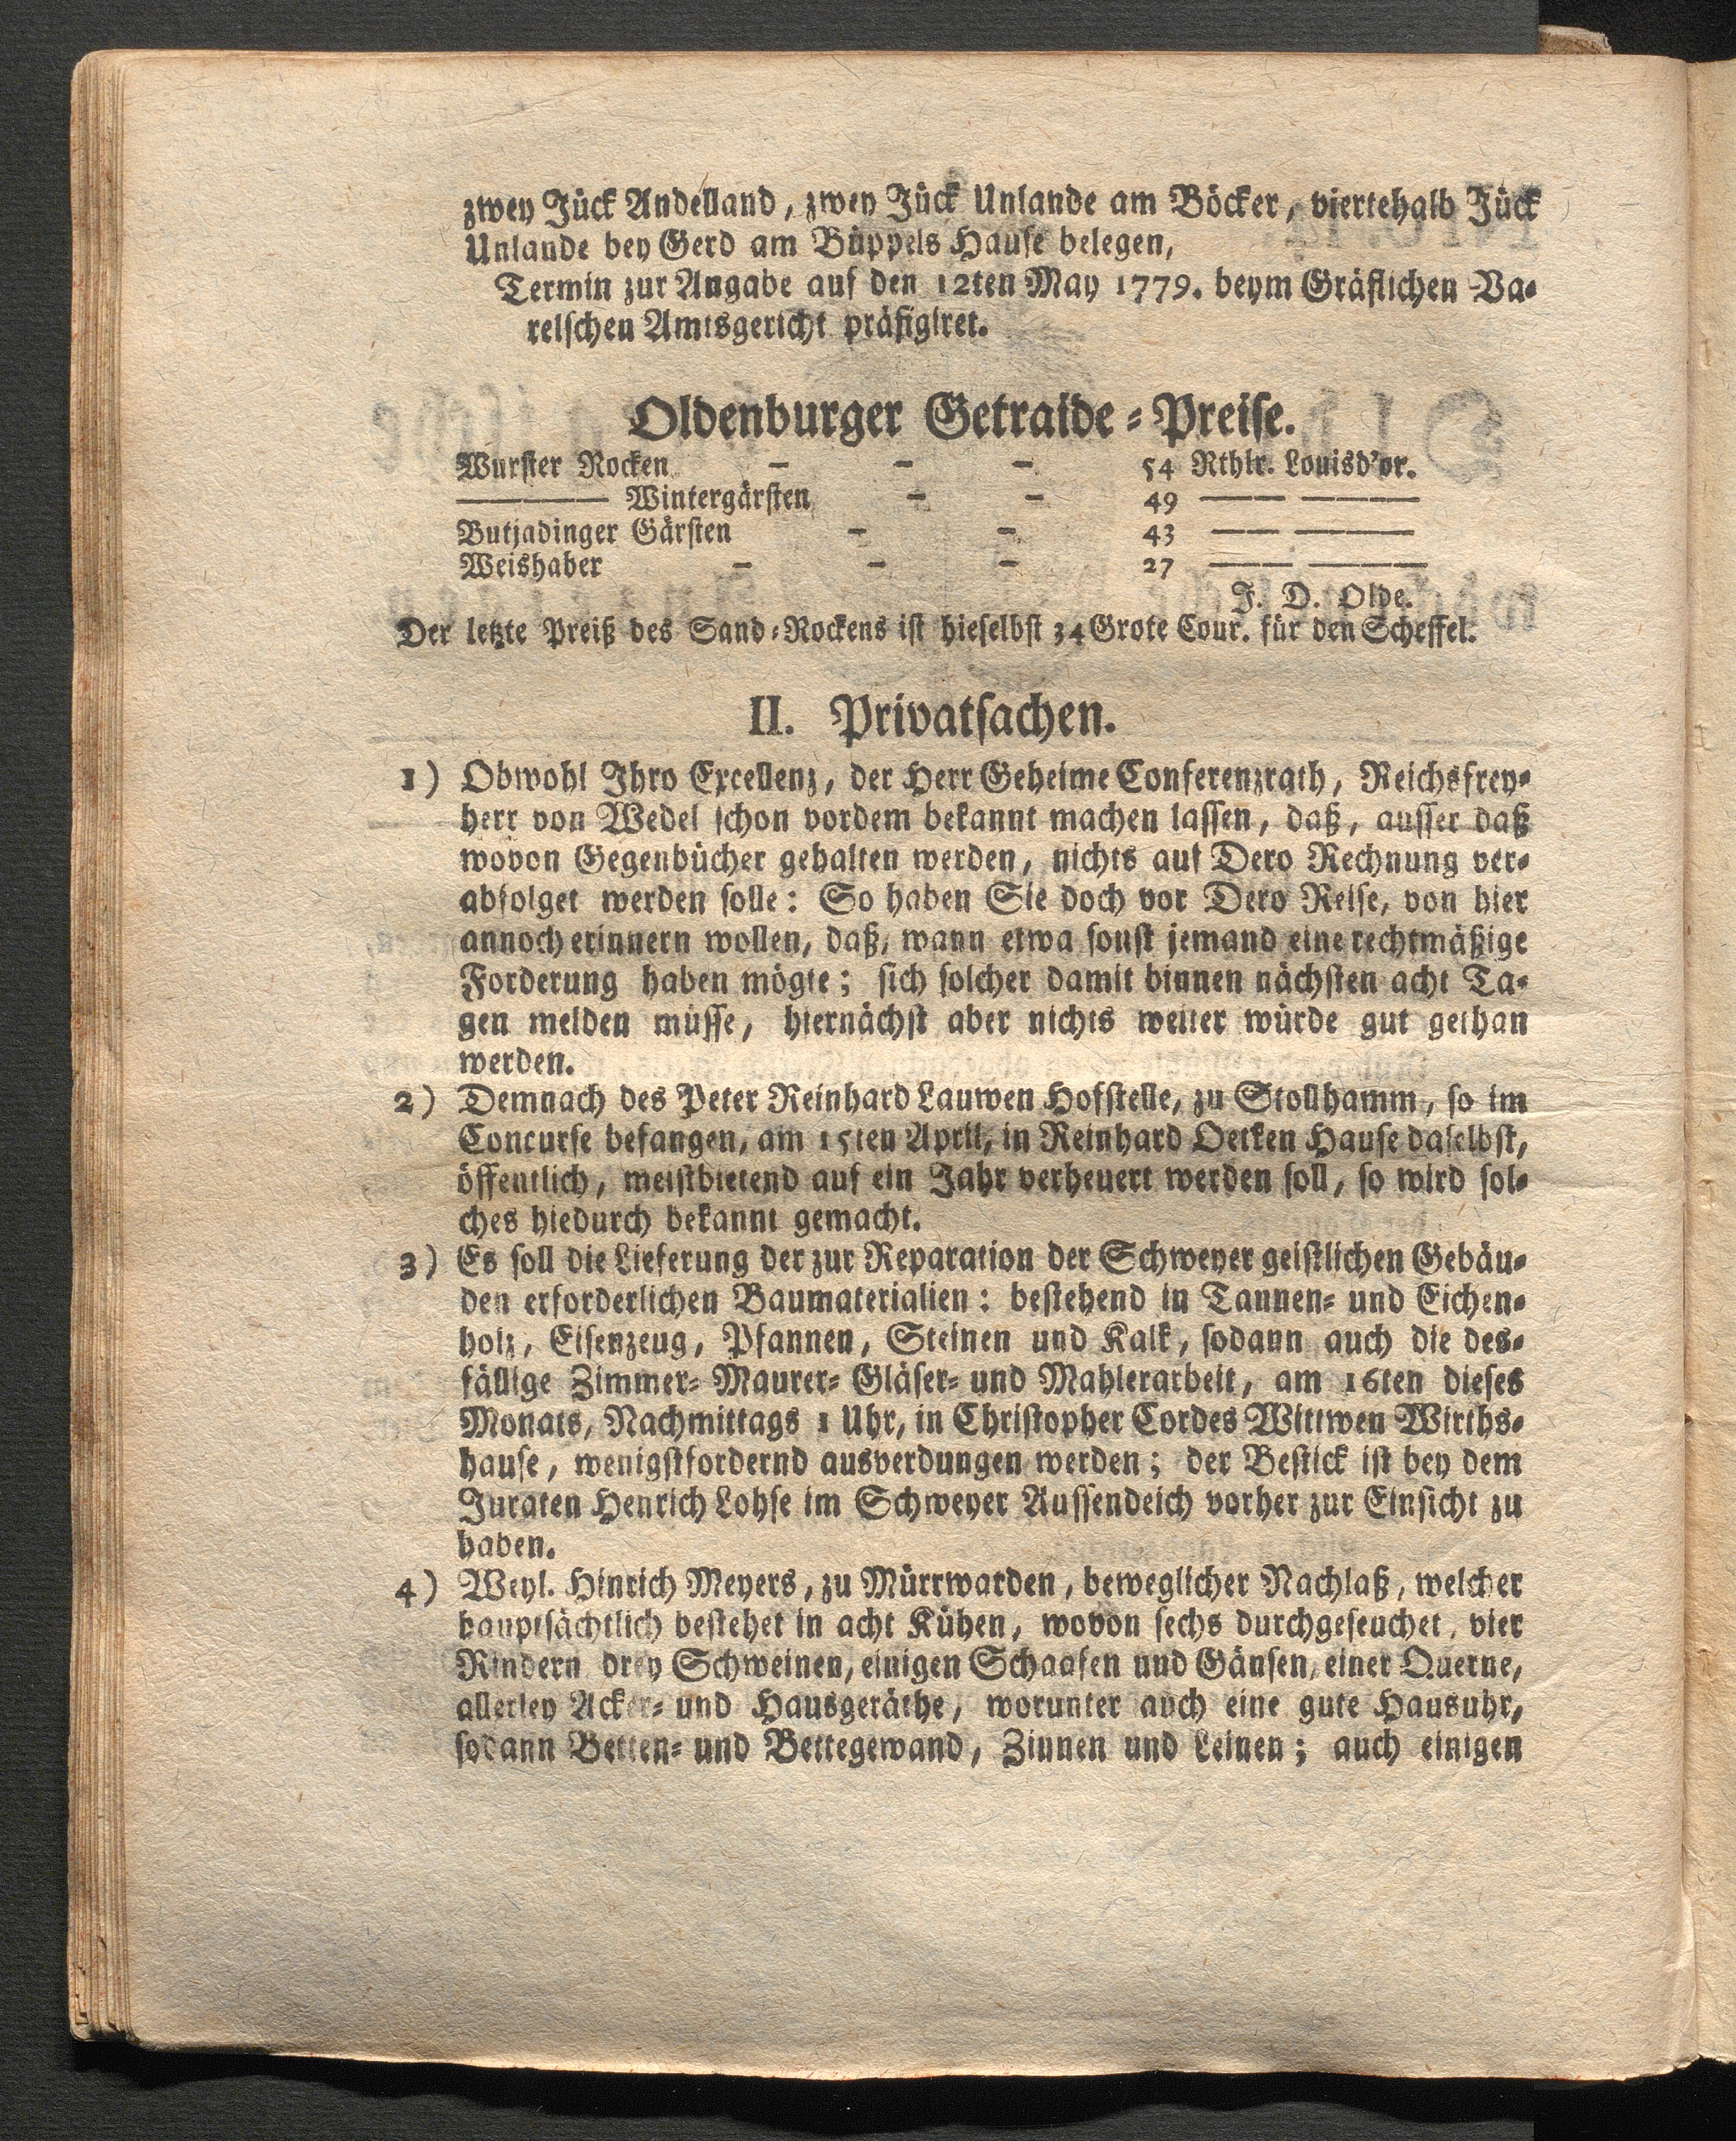 zwey Jück Andelland, zwey Jück Unlande am Böcker, viertehalb Jück
Unlande bey Gerd am Büppels Hause belegen,
Termin zur Angabe auf den 12ten May 1779. beym Gräflichen Va-
relschen Amtsgericht präfigiret.
Oldenburger Getraide-Preise.
Wurster Rocken - - - 54 Rthlr. Louisd'or.
——— Wintergärsten - - 49 —— ——
Butjadinger Gärsten - - 43 —— ——
Weishaber - - - 27 —— ——
J. D. Olde.
Der letzte Preiß des Sand-Rockens ist hieselbst 34 Grote Cour. für den Scheffel.
II. Privatsachen.
1) Obwohl Ihro Excellenz, der Herr Geheime Conferenzrath, Reichsfrey-
herr von Wedel schon vordem bekannt machen lassen, daß, ausser daß
wovon Gegenbücher gehalten werden, nichts auf Dero Rechnung ver-
abfolget werden solle: So haben Sie doch vor Dero Reise, von hier
annoch erinnern wollen, daß, wann etwa sonst jemand eine rechtmäßige
Forderung haben mögte; sich solcher damit binnen nächsten acht Ta-
gen melden müsse, hiernächst aber nichts weiter würde gut gethan
werden.
2) Demnach des Peter Reinhard Lauwen Hofstelle, zu Stollhamm, so im
Concurse befangen, am 15ten April, in Reinhard Oetken Hause daselbst,
öffentlich, meistbietend auf ein Jahr verheuert werden soll, so wird sol-
ches hiedurch bekannt gemacht.
3) Es soll die Lieferung der zur Reparation der Schweyer geistlichen Gebäu-
den erforderlichen Baumaterialien: bestehend in Tannen- und Eichen-
holz, Eisenzeug, Pfannen, Steinen und Kalk, sodann auch die des-
fällige Zimmer- Maurer- Gläser- und Mahlerarbeit, am 16ten dieses
Monats, Nachmittags 1 Uhr, in Christopher Cordes Wittwen Wirths-
hause, wenigstfordernd ausverdungen werden; der Bestick ist bey dem
Juraten Henrich Lohse im Schweyer Aussendeich vorher zur Einsicht zu
haben.
4) Weyl. Hinrich Meyers, zu Mürrwarden, beweglicher Nachlaß, welcher
hauptsächtlich bestehet in acht Kühen, wovon sechs durchgeseuchet, vier
Rindern drey Schweinen, einigen Schaafen und Gänsen, einer Querne,
allerley Acker- und Hausgeräthe, worunter auch eine gute Hausuhr,
sodann Betten- und Bettegewand, Zinnen und Leinen; auch einigen